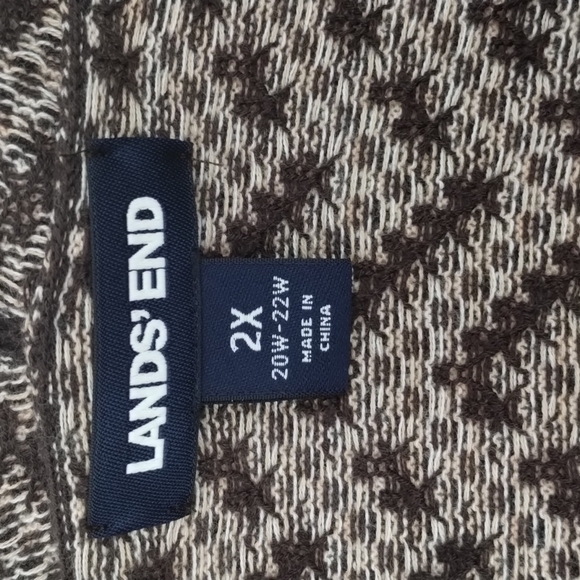 LANDS' END
2X
20W-22W
MADE IN
CHINA